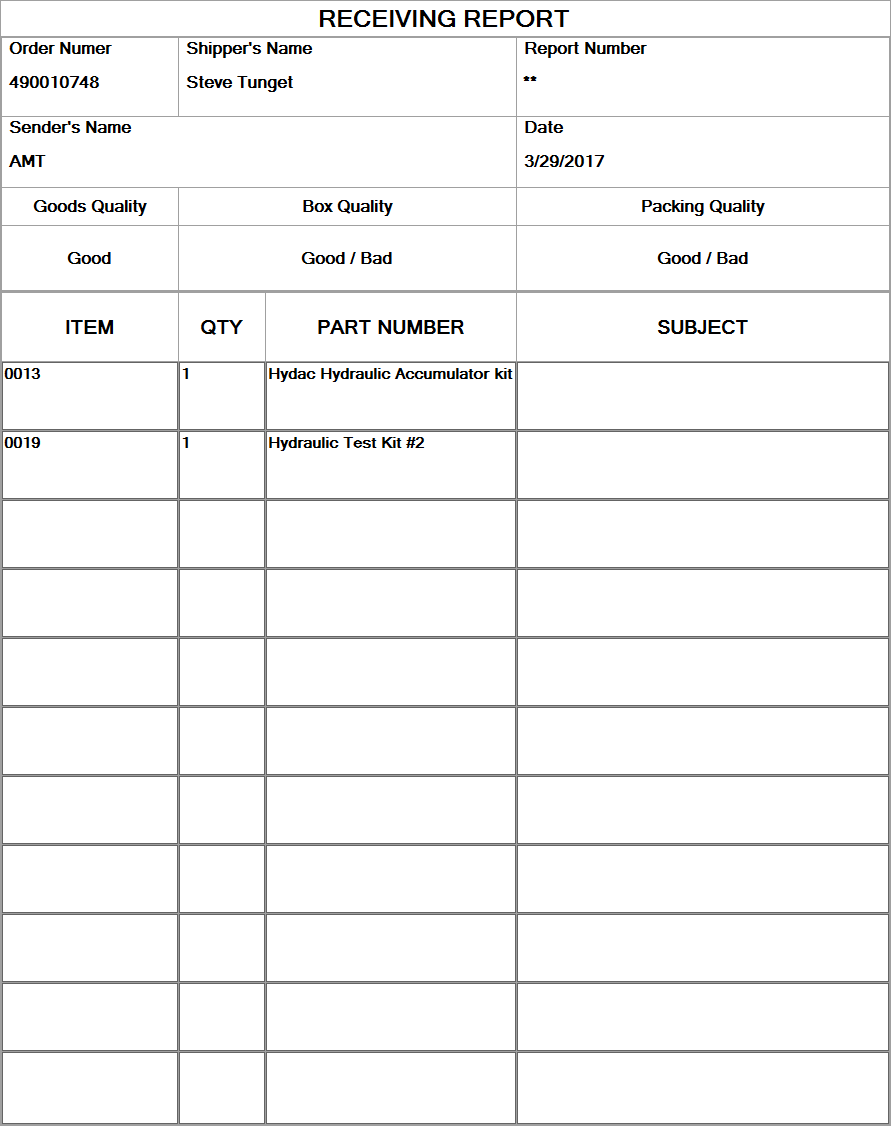 RECEIVING REPORT
Order Numer Shipper's Name Report Number
490010748 Steve Tunget **
Sender's Name Date
AMT 3/29/2017
Goods Quality Box Quality Packing Quality
Good Good / Bad Good / Bad
ITEM QTY PART NUMBER SUBJECT
0013 1 Hydac Hydraulic Accumulator kit
0019 1 Hydraulic Test Kit #2